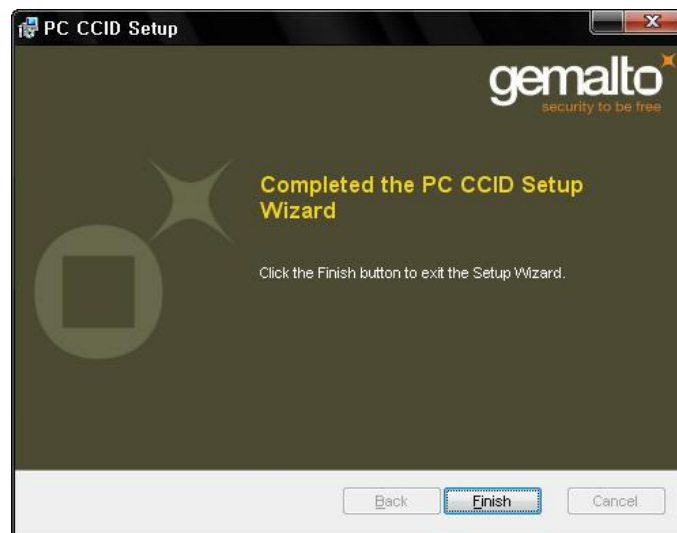 PC CCID Setup
gemalto
security to be free
Completed the PC CCID Setup
Wizard
Click the Finish button to exit the Setup Wizard.
Back
Finish
Cancel